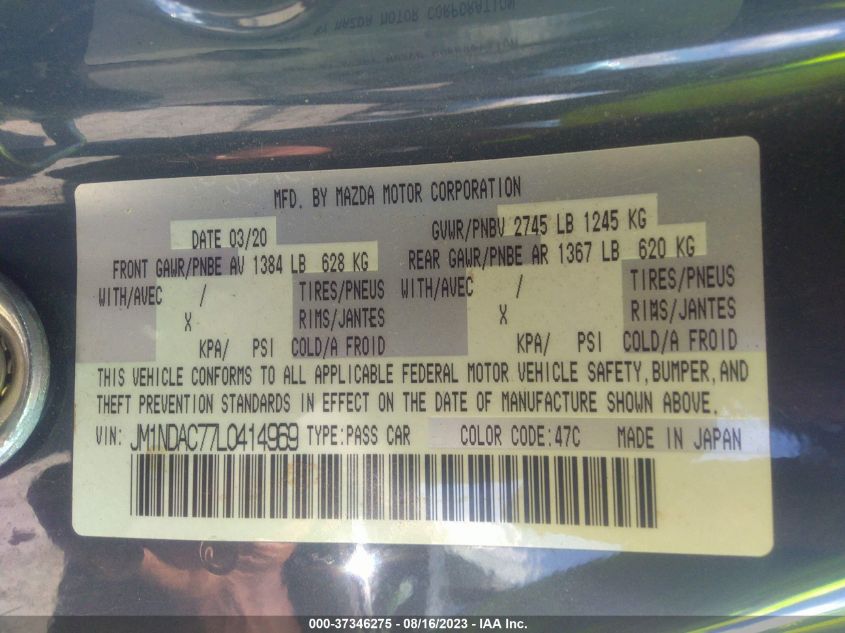 MFD. BY MAZDA MOTOR CORPORATION
DATE 03/20 GVWR/PNBV 2745 LB 1245 KG
FRONT GAWR/PNBE AV 1384 LB 628 KG REAR GAWR/PNBE AR 1367 LB 620 KG
WITH/AVEC / TIRES/PNEUS WITH/AVEC / TIRES/PNEUS
X RIMS/JANTES X RIMS/JANTES
KPA/ PSI COLD/A FROID KPA/ PSI COLD/A FROID
THIS VEHICLE CONFORMS TO ALL APPLICABLE FEDERAL MOTOR VEHICLE SAFETY, BUMPER, AND
THEFT PREVENTION STANDARDS IN EFFECT ON THE DATE OF MANUFACTURE SHOWN ABOVE.
VIN: JM1NDAC77L0414969 TYPE:PASS CAR COLOR CODE:47C MADE IN JAPAN
000-37346275 - 08/16/2023 - IAA Inc.